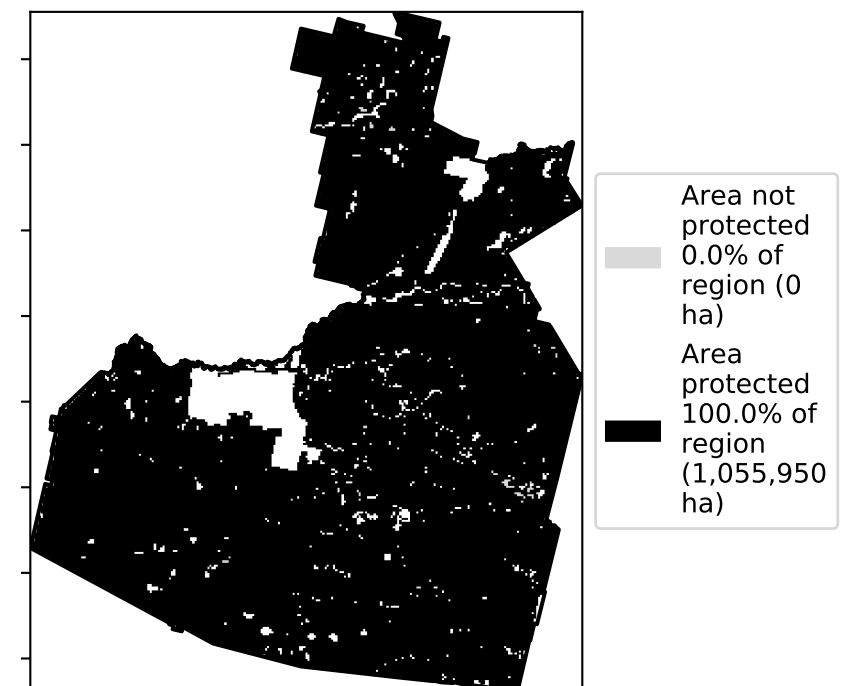 Area not
protected
0.0% of
region (0
ha)
Area
protected
100.0% of
region
(1,055,950
ha)